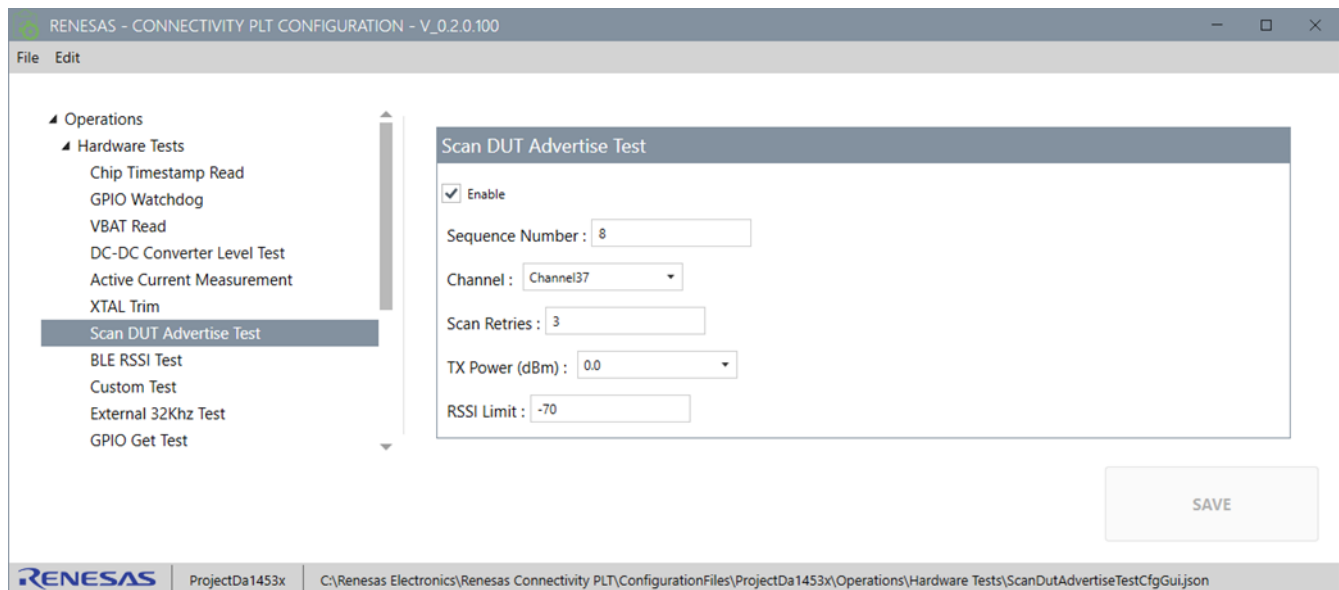 RENESAS - CONNECTIVITY PLT CONFIGURATION - V_0.2.0.100
File Edit
Operations
Hardware Tests
Chip Timestamp Read
GPIO Watchdog
VBAT Read
DC-DC Converter Level Test
Active Current Measurement
XTAL Trim
Scan DUT Advertise Test
BLE RSSI Test
Custom Test
External 32Khz Test
GPIO Get Test
Scan DUT Advertise Test
Enable
Sequence Number : 8
Channel : Channel37
Scan Retries : 3
TX Power (dBm) : 0.0
RSSI Limit : -70
SAVE
RENESAS ProjectDa1453x C:\Renesas Electronics\Renesas Connectivity PLT\ConfigurationFiles\ProjectDa1453x\Operations\Hardware Tests\ScanDutAdvertiseTestCfgGui.json